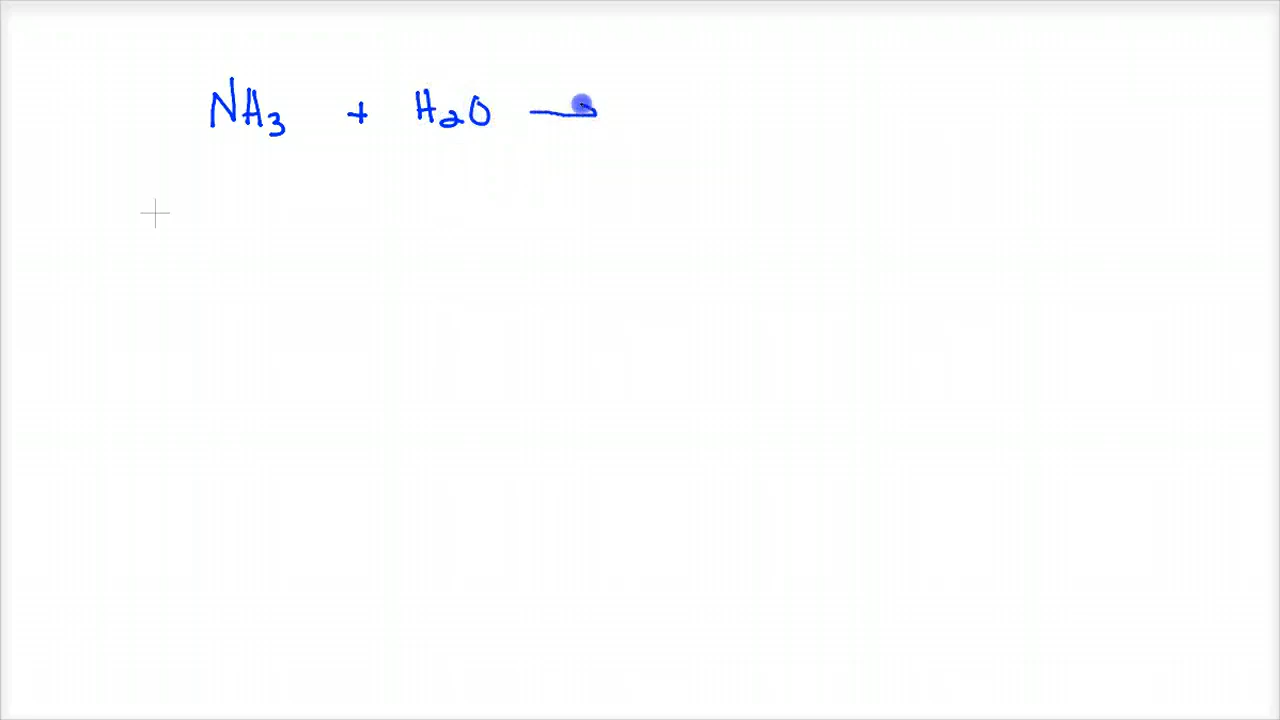 NH3 + H2O →